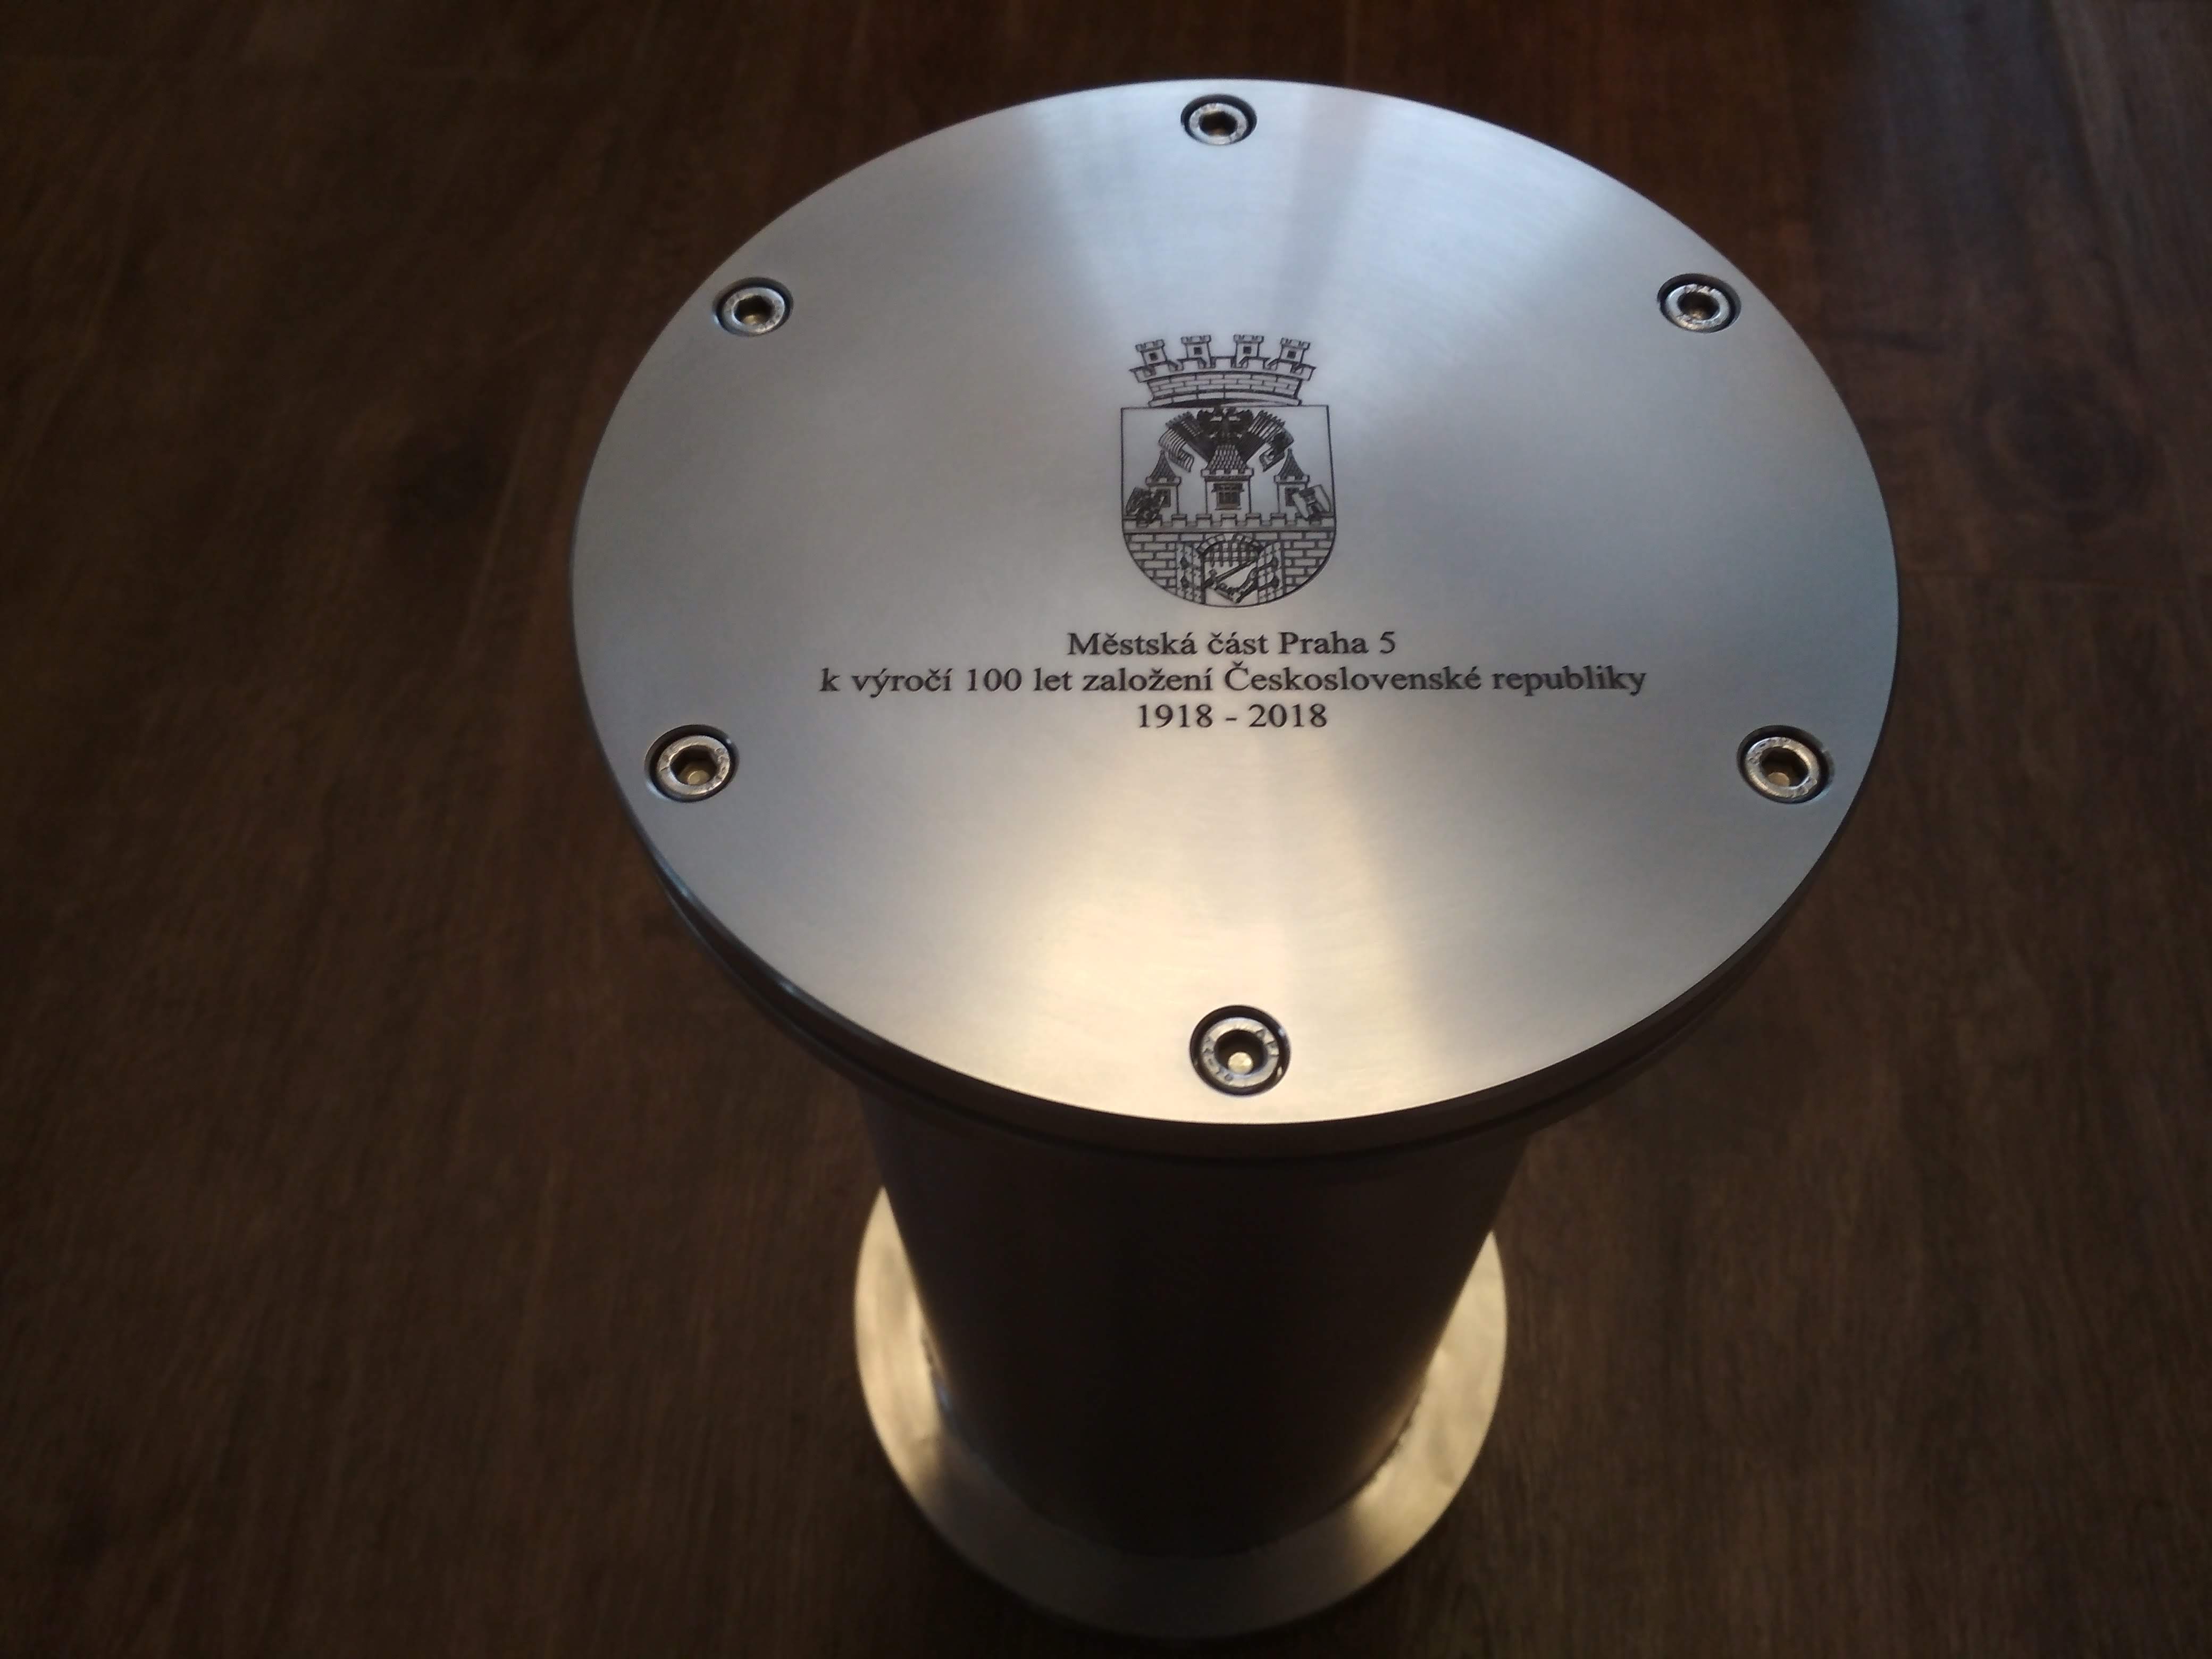 Městská část Praha 5
k výročí 100 let založení Československé republiky
1918 - 2018